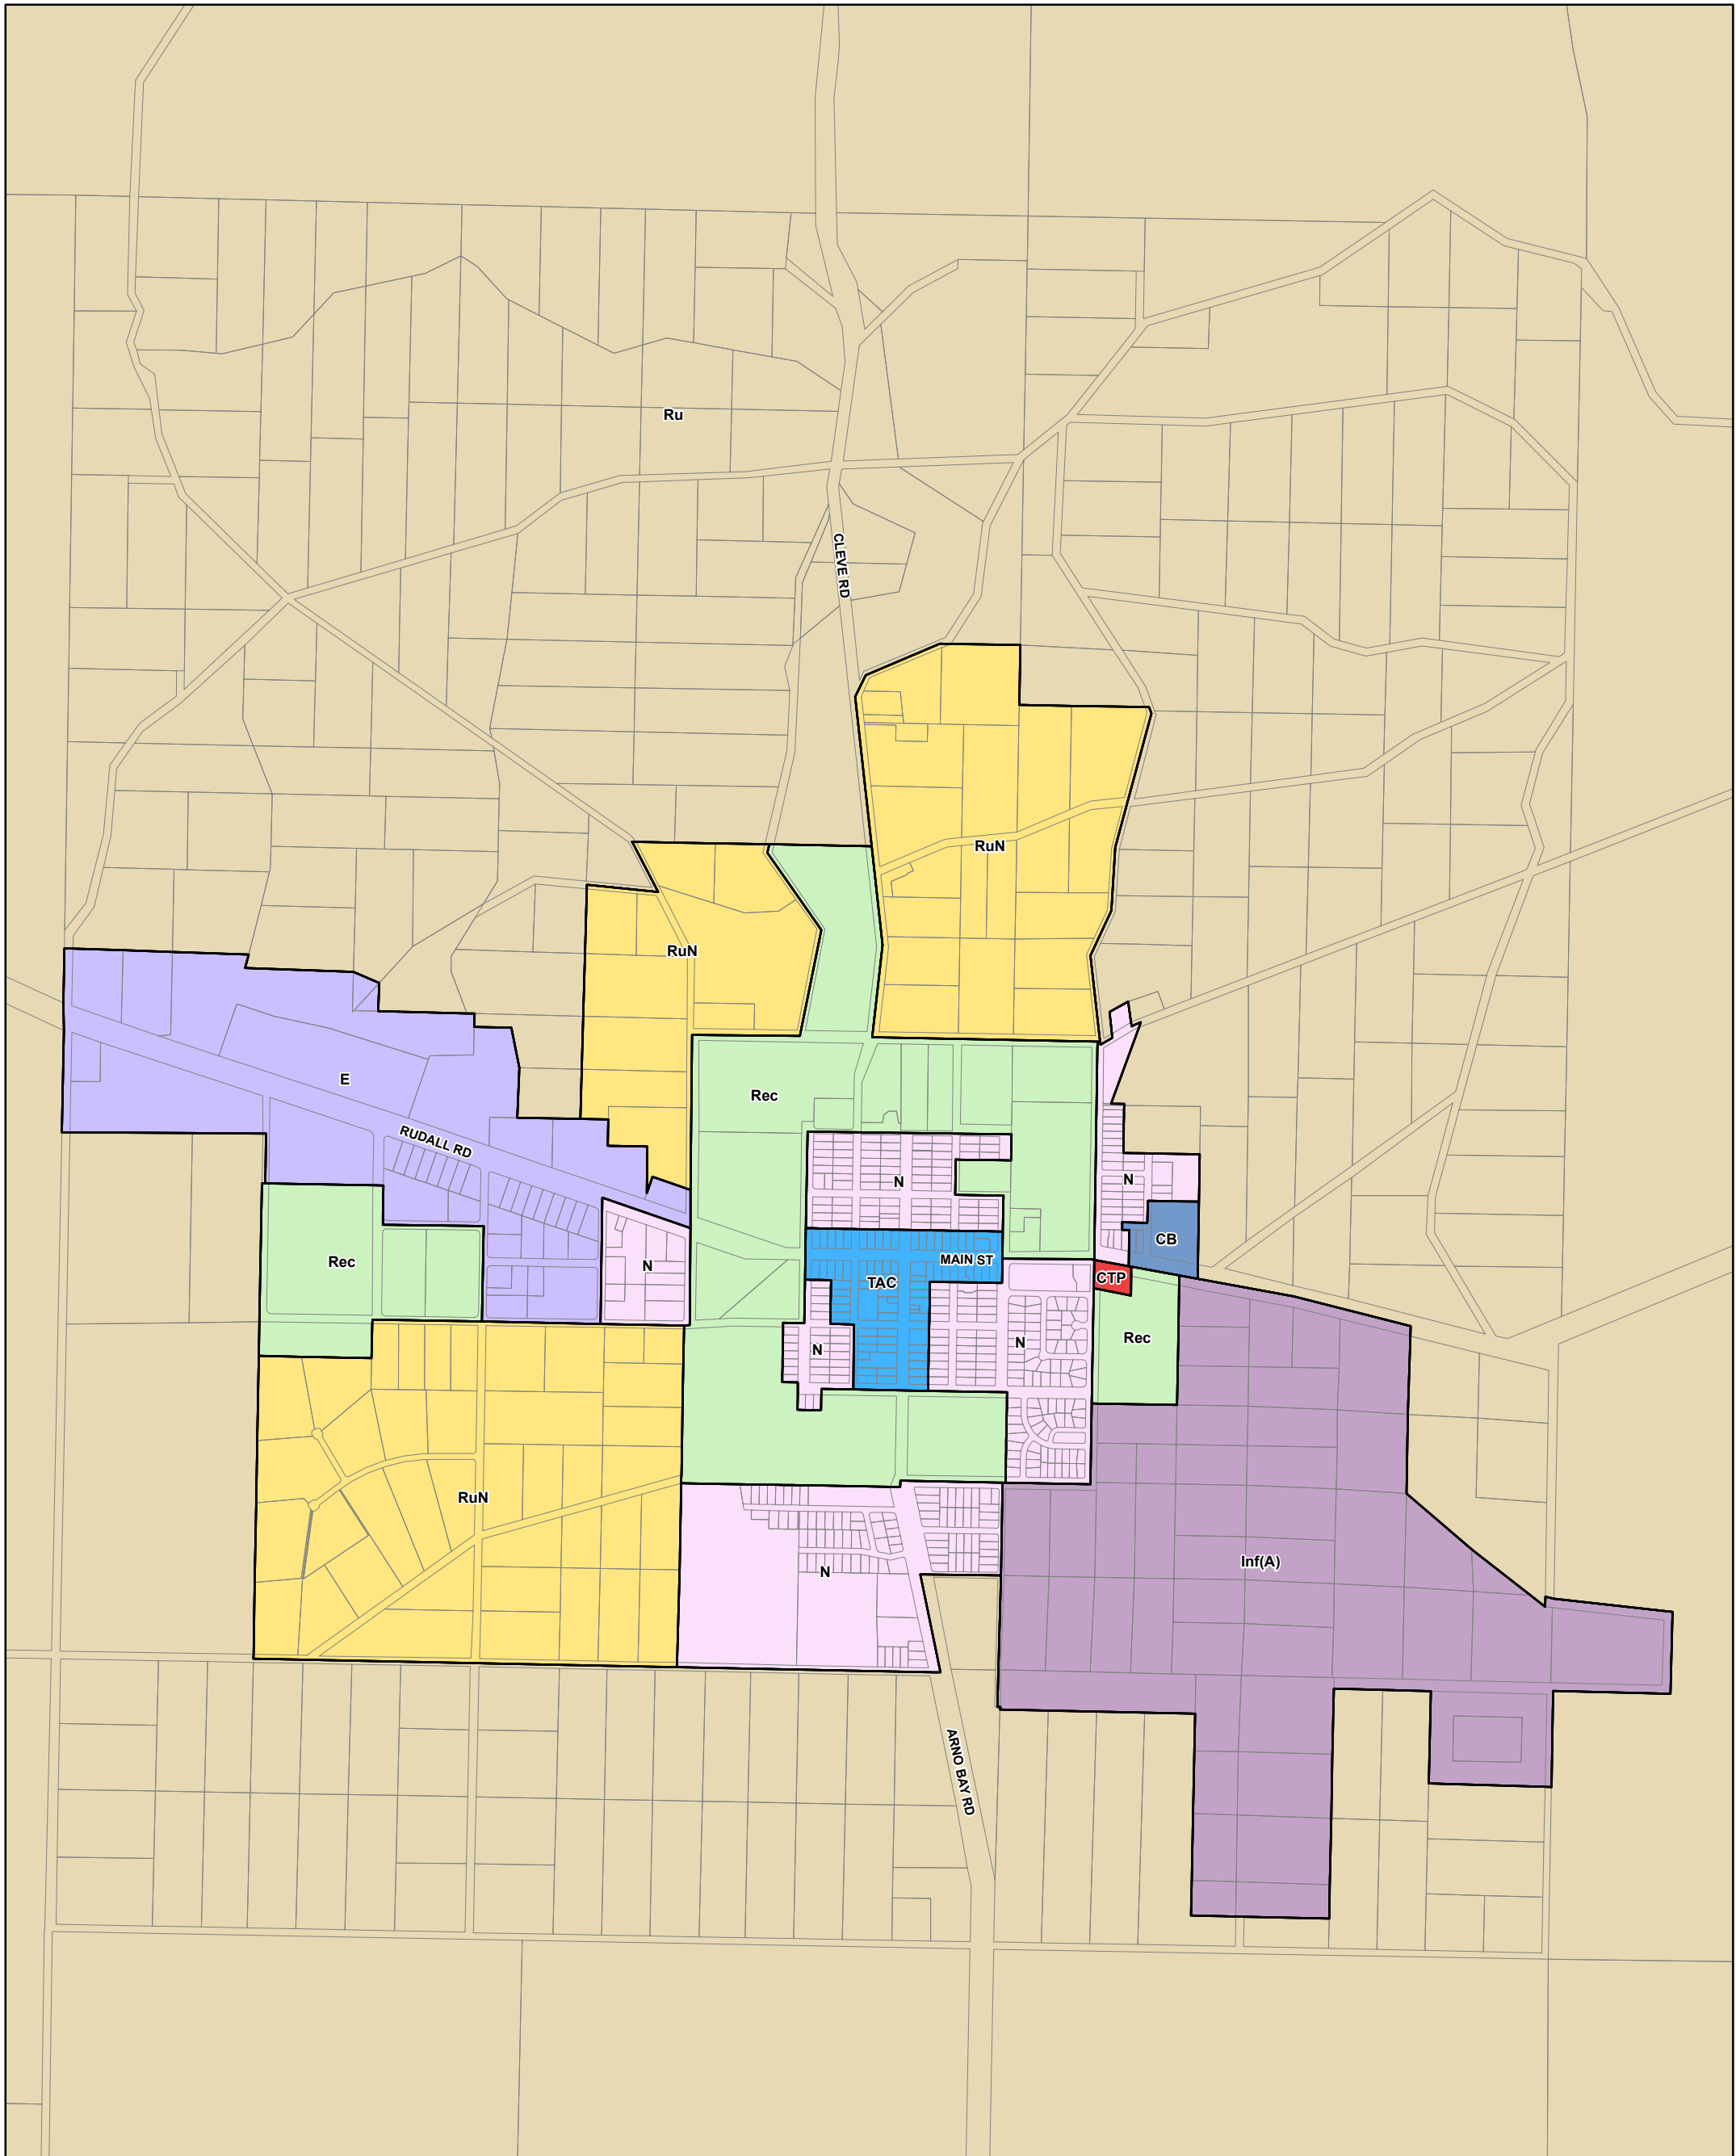 Ru
CLEVE RD
RuN
RuN
E
Rec
RUDALL RD
N
N
CB
Rec
N
MAIN ST
TAC
CTP
N
N
Rec
RuN
Inf(A)
N
ARNO BAY RD